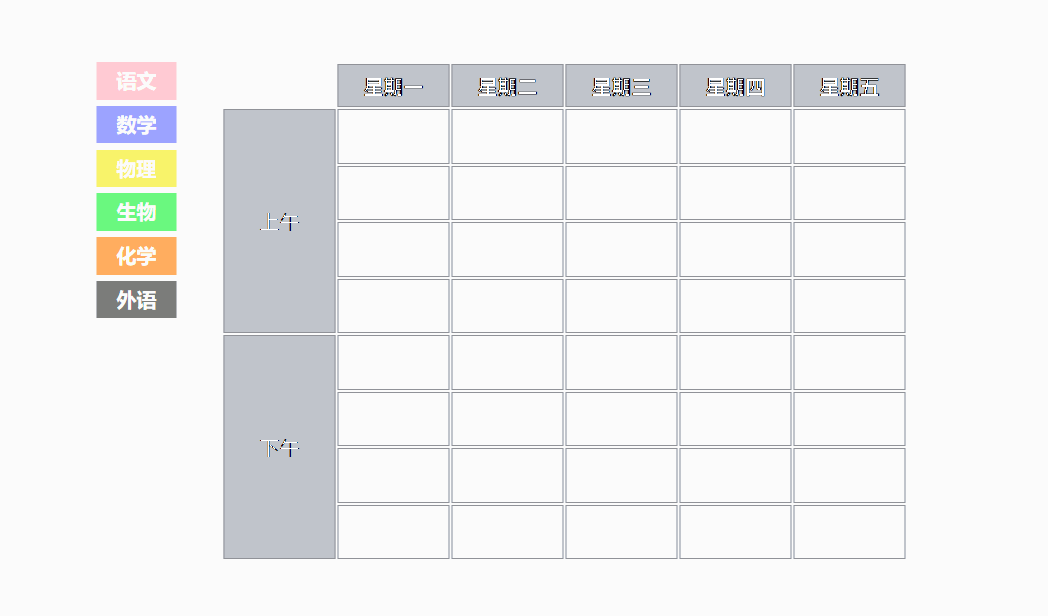 语文
数学
物理
生物
化学
外语
星期一 星期二 星期三 星期四 星期五
上午
下午